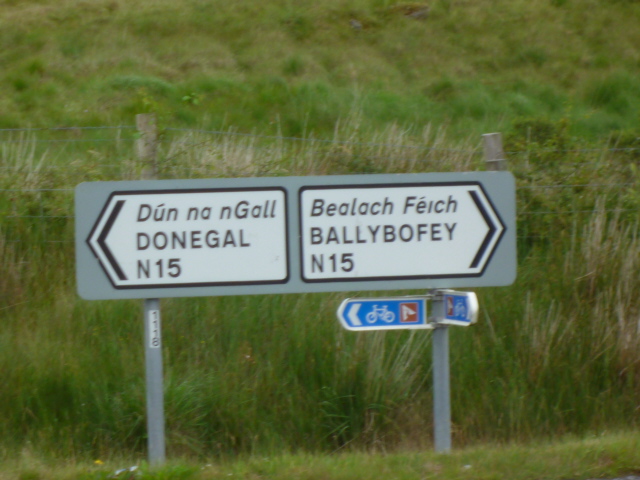 Dún na nGall
DONEGAL
N15
Bealach Féich
BALLYBOFEY
N15